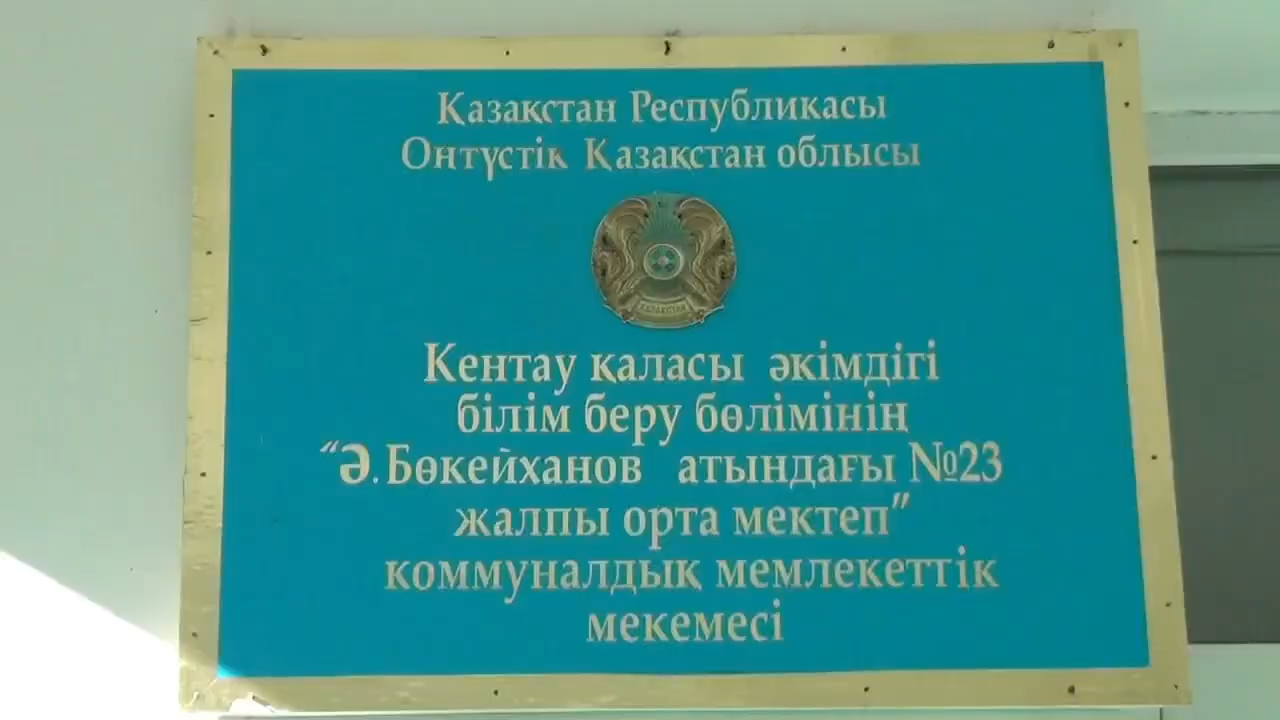 Қазақстан Республикасы
Оңтүстік Қазақстан облысы
ҚАЗАҚСТАН
Кентау қаласы әкімдігі
білім беру бөлімінің
“Ә.Бөкейханов атындағы №23
жалпы орта мектеп”
коммуналдық мемлекеттік
мекемесі